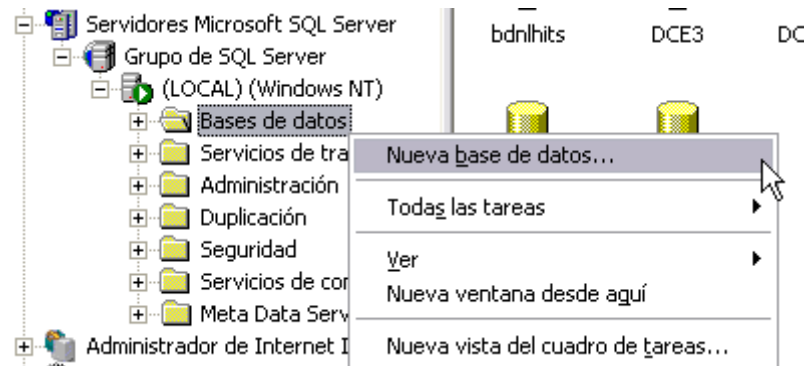 Servidores Microsoft SQL Server
Grupo de SQL Server
(LOCAL) (Windows NT)
Bases de datos
Servicios de tra
Administración
Duplicación
Seguridad
Servicios de cor
Meta Data Serv
Administrador de Internet I
bdnlhits
DCE3
DC
Nueva base de datos...
Todas las tareas
Ver
Nueva ventana desde aquí
Nueva vista del cuadro de tareas...